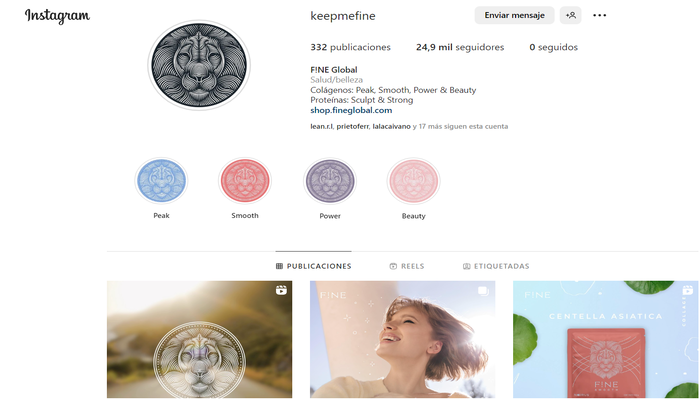 Instagram
keepmefine
Enviar mensaje
332 publicaciones 24,9 mil seguidores 0 seguidos
F!NE Global
Salud/belleza
Colágenos: Peak, Smooth, Power & Beauty
Proteínas: Sculpt & Strong
shop.fineglobal.com
lean.r.l, prietoferr, lalacaivano y 17 más siguen esta cuenta
Peak Smooth Power Beauty
PUBLICACIONES REELS ETIQUETADAS
F!NE F!NE
CENTELLA ASIATICA
F!NE